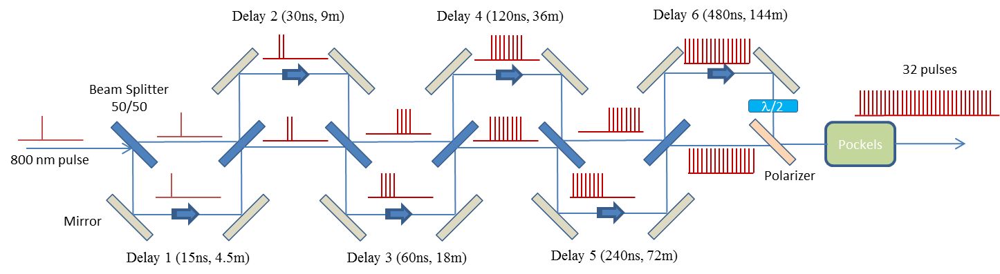 Delay 2 (30ns, 9m)
Delay 4 (120ns, 36m)
Delay 6 (480ns, 144m)
Beam Splitter
50/50
32 pulses
λ/2
800 nm pulse
Pockels
Polarizer
Mirror
Delay 1 (15ns, 4.5m)
Delay 3 (60ns, 18m)
Delay 5 (240ns, 72m)